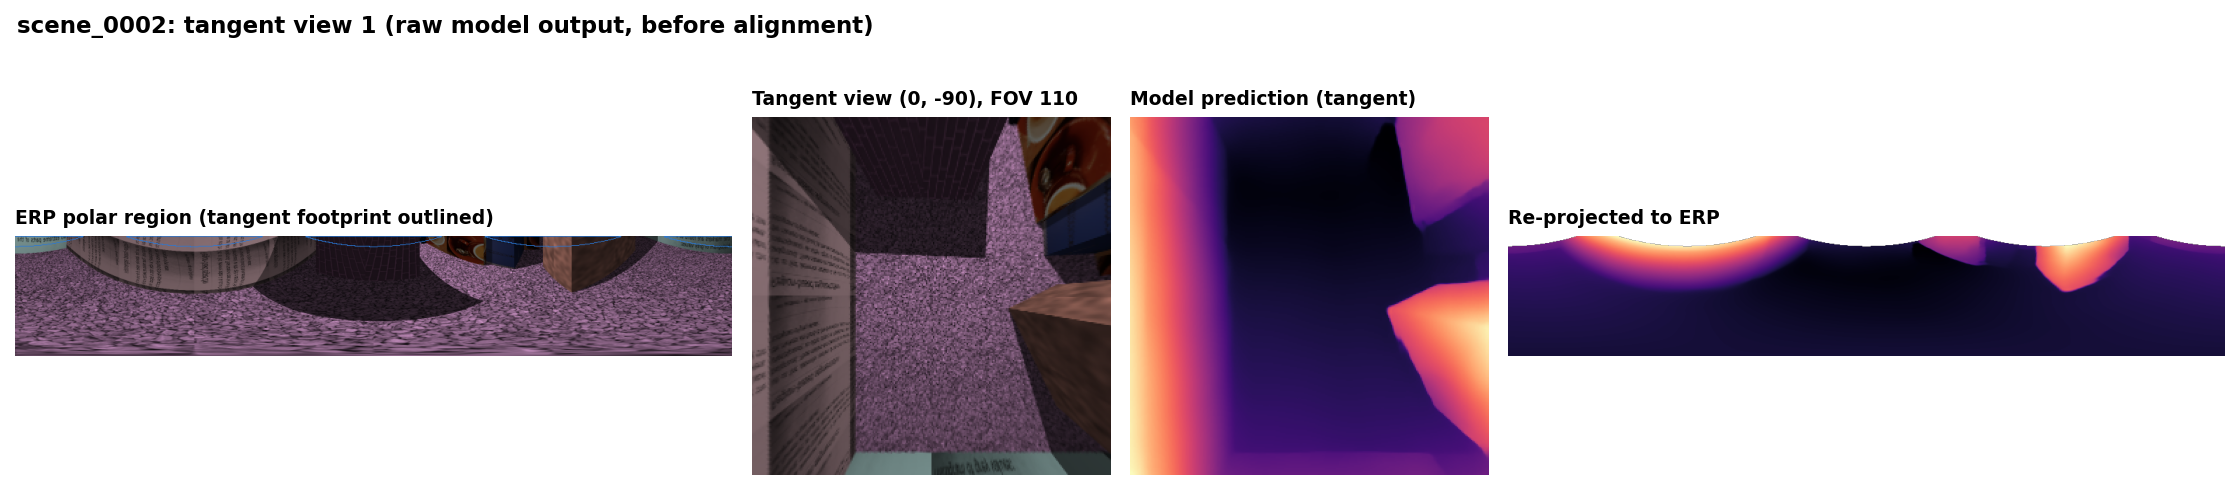 scene_0002: tangent view 1 (raw model output, before alignment)
Tangent view (0, -90), FOV 110
Model prediction (tangent)
ERP polar region (tangent footprint outlined)
Re-projected to ERP